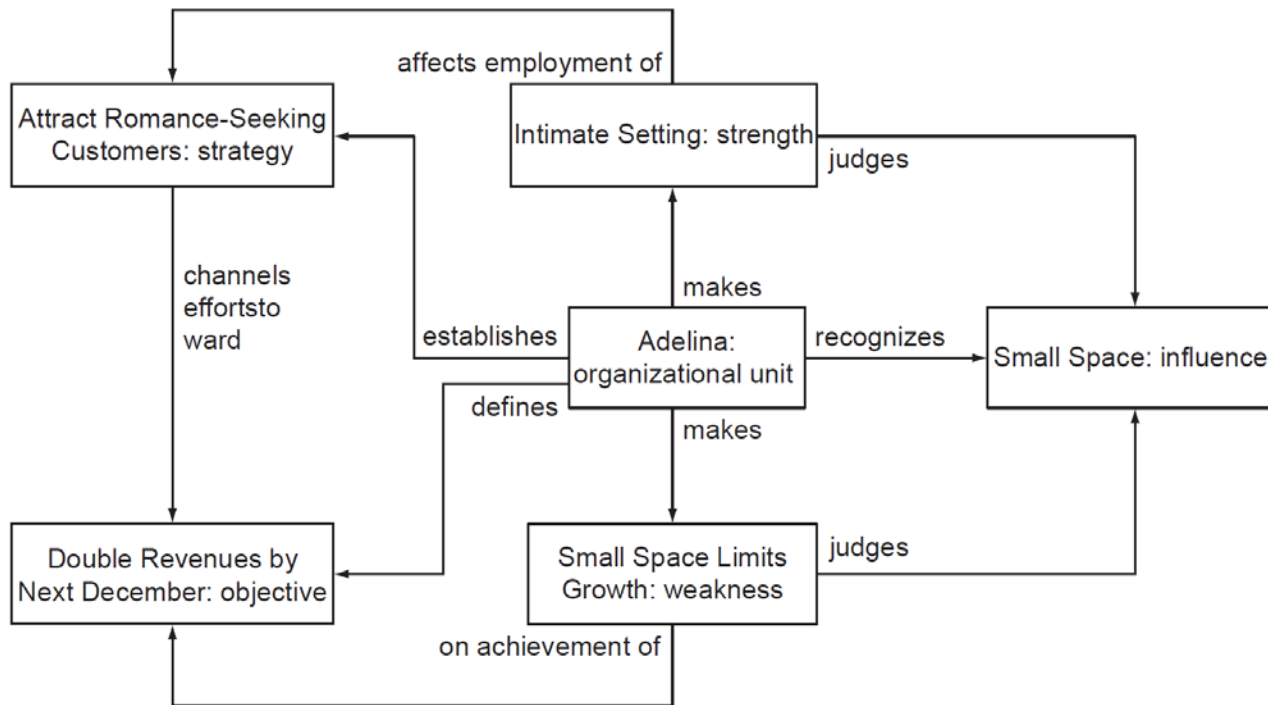 affects employment of
Attract Romance-Seeking
Customers: strategy
Intimate Setting: strength
judges
channels
effortsto
ward
makes
establishes
Adelina:
organizational unit
recognizes
Small Space: influence
defines
makes
Double Revenues by
Next December: objective
Small Space Limits
Growth: weakness
judges
on achievement of